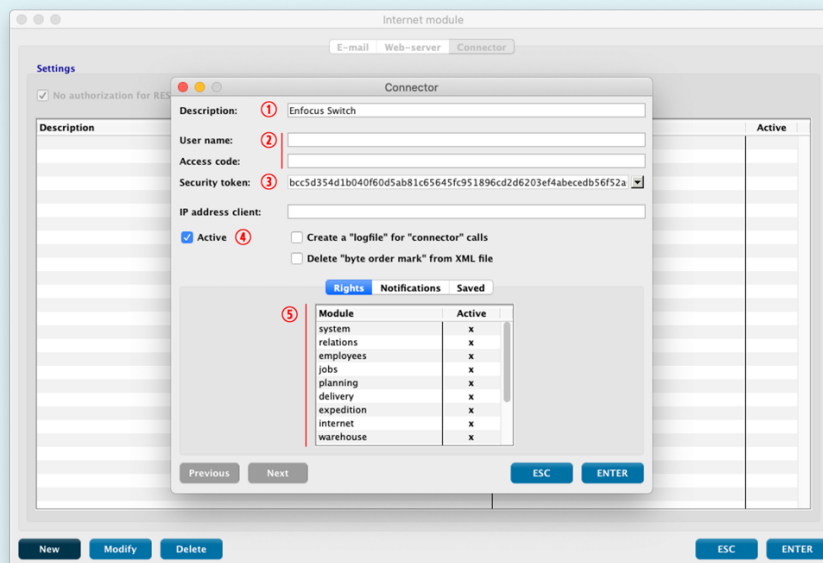 Internet module
E-mail Web-server Connector
Settings
No authorization for RES
Description Active
Connector
Description: ① Enfocus Switch
User name: ②
Access code:
Security token: ③ bcc5d354d1b040f60d5ab81c65645fc951896cd2d6203ef4abecedb56f52a
IP address client:
Active ④ Create a "logfile" for "connector" calls
Delete "byte order mark" from XML file
Rights Notifications Saved
⑤ Module Active
system x
relations x
employees x
jobs x
planning x
delivery x
expedition x
internet x
warehouse x
Previous Next ESC ENTER
New Modify Delete ESC ENTER